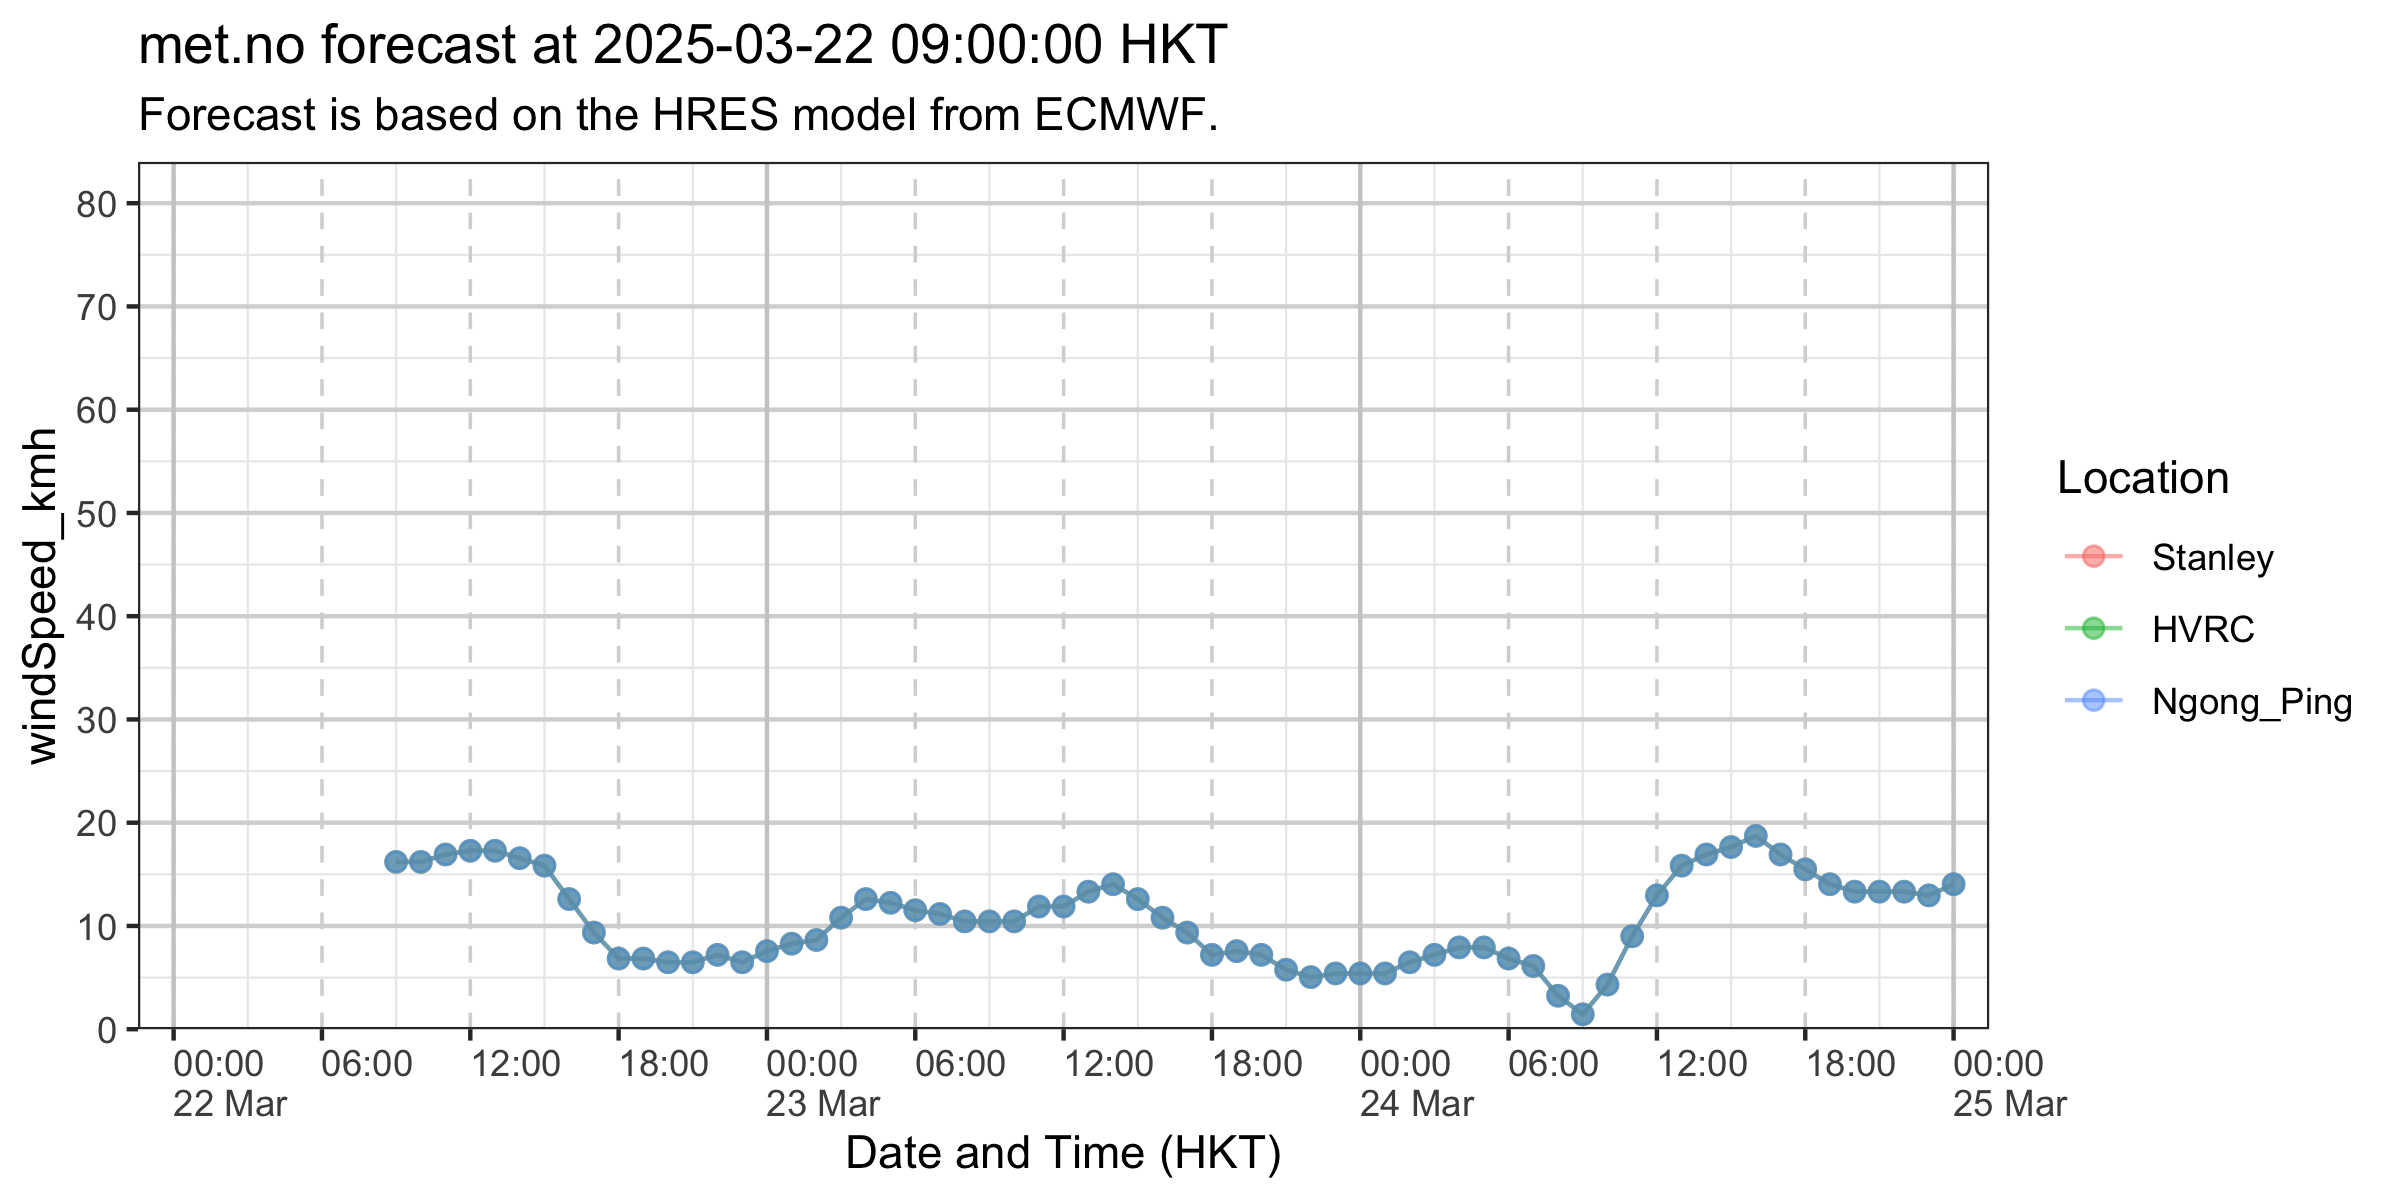 met.no forecast at 2025-03-22 09:00:00 HKT
Forecast is based on the HRES model from ECMWF.
windSpeed_kmh
80
70
60
50
40
30
20
10
0
00:00 06:00 12:00 18:00 00:00 06:00 12:00 18:00 00:00 06:00 12:00 18:00 00:00
22 Mar 23 Mar 24 Mar 25 Mar
Date and Time (HKT)
Location
Stanley
HVRC
Ngong_Ping